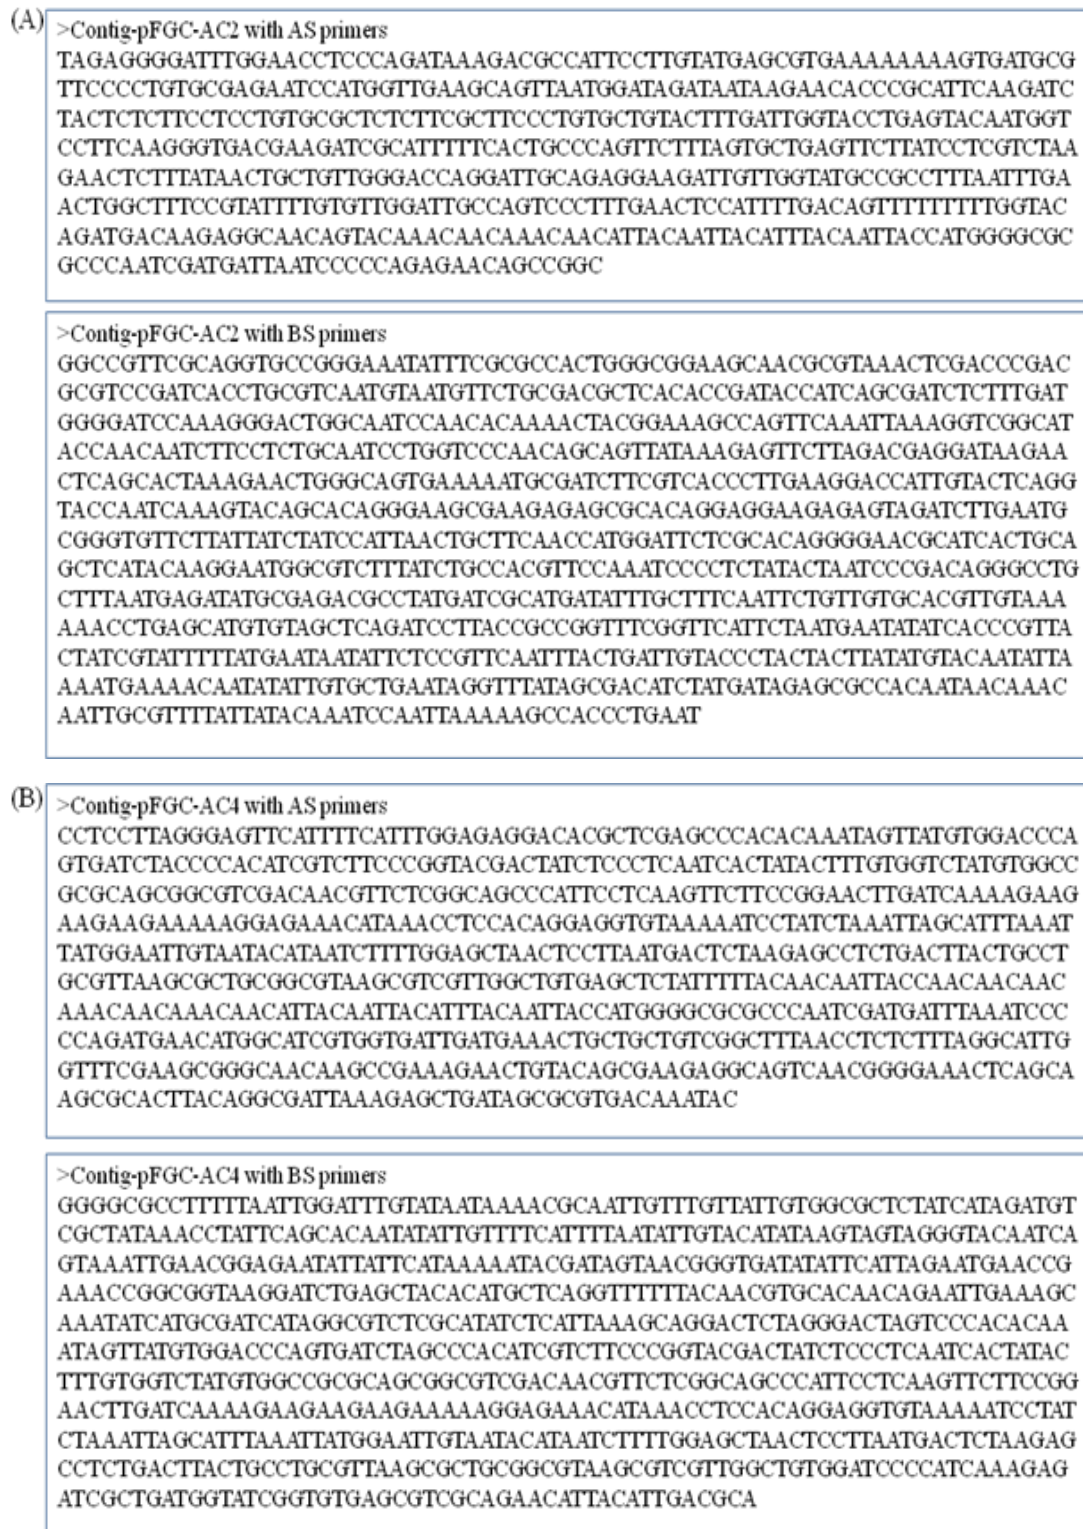 (A)
>Contig-pFGC-AC2 with AS primers
TAGAGGGGATTTGGAACCTCCCAGATAAAGACGCCATTCCTTGTATGAGCGTGAAAAAAAAAGTGATGCG
TTCCCCTGTGCGAGAATCCATGGTTGAAGCAGTTAATGGATAGATAATAAGAACACCCGCATTCAAGATC
TACTCTCTTCCTCCTGTGCGCTCTCTTCGCTTCCCTGTGCTGTACTTTGATTGGTACCTGAGTACAATGGT
CCTTCAAGGGTGACGAAGATCGCATTTTTCACTGCCCAGTTCTTTAGTGCTGAGTTCTTATCCTCGTCTAA
GAACTCTTTATAACTGCTGTTGGGACCAGGATTGCAGAGGAAGATTGTTGGTATGCCGCCTTTAATTTGA
ACTGGCTTTCCGTATTTTGTGTTGGATTGCCAGTCCCTTTGAACTCCATTTTGACAGTTTTTTTTTGGTAC
AGATGACAAGAGGCAACAGTACAAACAACAAACAACATTACAATTACATTTACAATTACCATGGGGCGC
GCCCAATCGATGATTAATCCCCCAGAGAACAGCCGGC
>Contig-pFGC-AC2 with BS primers
GGCCGTTCGCAGGTGCCGGGAAATATTTCGCGCCACTGGGCGGAAGCAACGCGTAAACTCGACCCGAC
GCGTCCGATCACCTGCGTCAATGTAATGTTCTGCGACGCTCACACCGATACCATCAGCGATCTCTTTGAT
GGGGATCCAAAGGGACTGGCAATCCAACACAAAACTACGGAAAGCCAGTTCAAATTAAAGGTCGGCAT
ACCAACAATCTTCCTCTGCAATCCTGGTCCCAACAGCAGTTATAAAGAGTTCTTAGACGAGGATAAGAA
CTCAGCACTAAAGAACTGGGCAGTGAAAAATGCGATCTTCGTCACCCTTGAAGGACCATTGTACTCAGG
TACCAATCAAAGTACAGCACAGGGAAGCGAAGAGAGCGCACAGGAGGAAGAGAGTAGATCTTGAATG
CGGGTGTTCTTATTATCTATCCATTAACTGCTTCAACCATGGATTCTCGCACAGGGGAACGCATCACTGCA
GCTCATACAAGGAATGGCGTCTTTATCTGCCACGTTCCAAATCCCCTCTATACTAATCCCGACAGGGCCTG
CTTTAATGAGATATGCGAGACGCCTATGATCGCATGATATTTGCTTTCAATTCTGTTGTGCACGTTGTAAA
AAACCTGAGCATGTGTAGCTCAGATCCTTACCGCCGGTTTCGGTTCATTCTAATGAATATATCACCCGTTA
CTATCGTATTTTTATGAATAATATTCTCCGTTCAATTTACTGATTGTACCCTACTACTTATATGTACAATATTA
AAATGAAAACAATATATTGTGCTGAATAGGTTTATAGCGACATCTATGATAGAGCGCCACAATAACAAAC
AATTGCGTTTTATTATACAAATCCAATTAAAAAGCCACCCTGAAT
(B)
>Contig-pFGC-AC4 with AS primers
CCTCCTTAGGGAGTTCATTTTCATTTGGAGAGGACACGCTCGAGCCCACACAAATAGTTATGTGGACCCA
GTGATCTACCCCACATCGTCTTCCCGGTACGACTATCTCCCTCAATCACTATACTTTGTGGTCTATGTGGCC
GCGCAGCGGCGTCGACAACGTTCTCGGCAGCCCATTCCTCAAGTTCTTCCGGAACTTGATCAAAAGAAG
AAGAAGAAAAAGGAGAAACATAAACCTCCACAGGAGGTGTAAAAATCCTATCTAAATTAGCATTTAAAT
TATGGAATTGTAATACATAATCTTTTGGAGCTAACTCCTTAATGACTCTAAGAGCCTCTGACTTACTGCCT
GCGTTAAGCGCTGCGGCGTAAGCGTCGTTGGCTGTGAGCTCTATTTTTACAACAATTACCAACAACAAC
AAACAACAAACAACATTACAATTACATTTACAATTACCATGGGGCGCGCCCAATCGATGATTTAAATCCC
CCAGATGAACATGGCATCGTGGTGATTGATGAAACTGCTGCTGTCGGCTTTAACCTCTCTTTAGGCATTG
GTTTCGAAGCGGGCAACAAGCCGAAAGAACTGTACAGCGAAGAGGCAGTCAACGGGGAAACTCAGCA
AGCGCACTTACAGGCGATTAAAGAGCTGATAGCGCGTGACAAATAC
>Contig-pFGC-AC4 with BS primers
GGGGCGCCTTTTTAATTGGATTTGTATAATAAAACGCAATTGTTTGTTATTGTGGCGCTCTATCATAGATGT
CGCTATAAACCTATTCAGCACAATATATTGTTTTCATTTTAATATTGTACATATAAGTAGTAGGGTACAATCA
GTAAATTGAACGGAGAATATTATTCATAAAAATACGATAGTAACGGGTGATATATTCATTAGAATGAACCG
AAACCGGCGGTAAGGATCTGAGCTACACATGCTCAGGTTTTTTACAACGTGCACAACAGAATTGAAAGC
AAATATCATGCGATCATAGGCGTCTCGCATATCTCATTAAAGCAGGACTCTAGGGACTAGTCCCACACAA
ATAGTTATGTGGACCCAGTGATCTAGCCCACATCGTCTTCCCGGTACGACTATCTCCCTCAATCACTATAC
TTTGTGGTCTATGTGGCCGCGCAGCGGCGTCGACAACGTTCTCGGCAGCCCATTCCTCAAGTTCTTCCGG
AACTTGATCAAAAGAAGAAGAAGAAAAAGGAGAAACATAAACCTCCACAGGAGGTGTAAAAATCCTAT
CTAAATTAGCATTTAAATTATGGAATTGTAATACATAATCTTTTGGAGCTAACTCCTTAATGACTCTAAGAG
CCTCTGACTTACTGCCTGCGTTAAGCGCTGCGGCGTAAGCGTCGTTGGCTGTGGATCCCCATCAAAGAG
ATCGCTGATGGTATCGGTGTGAGCGTCGCAGAACATTACATTGACGCA